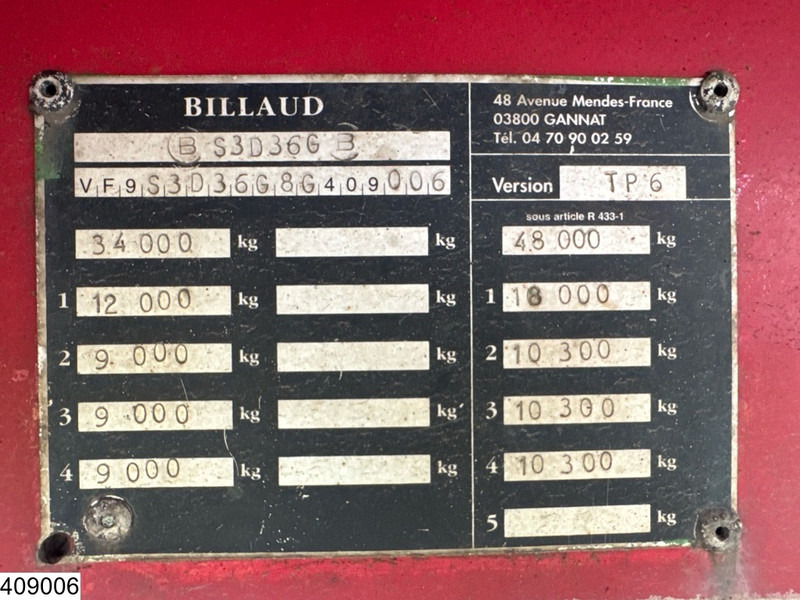 BILLAUD
B S3D36G B
VF9S3D36G8G409006
34 000 kg kg
1 12 000 kg kg
2 9 000 kg kg
3 9 000 kg kg
4 9 000 kg kg
48 Avenue Mendes-France
03800 GANNAT
Tél. 04 70 90 02 59
Version TP6
sous article R 433-1
48 000 kg
1 18 000 kg
2 10 300 kg
3 10 300 kg
4 10 300 kg
5 kg
409006